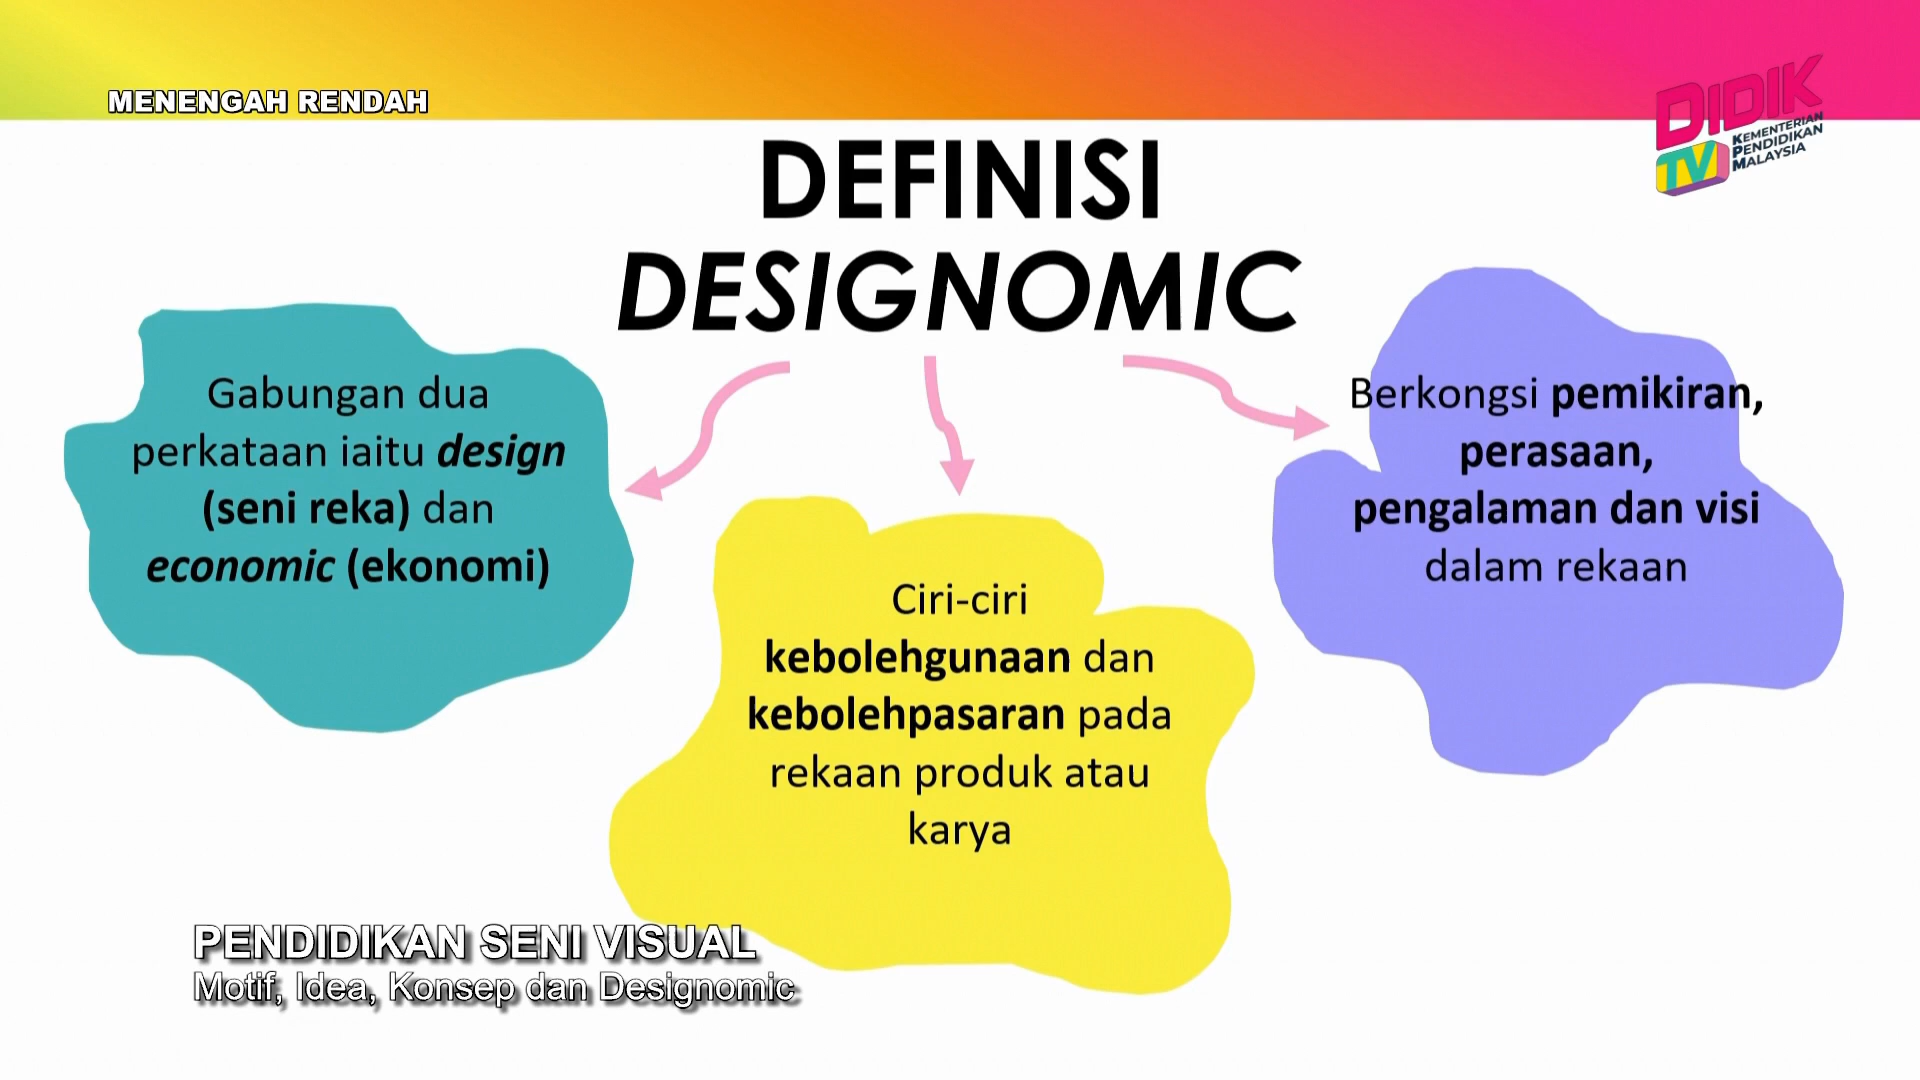 MENENGAH RENDAH
DIDIK
TV
KEMENTERIAN
PENDIDIKAN
MALAYSIA
DEFINISI
DESIGNOMIC
Gabungan dua
perkataan iaitu design
(seni reka) dan
economic (ekonomi)
Ciri-ciri
kebolehgunaan dan
kebolehpasaran pada
rekaan produk atau
karya
Berkongsi pemikiran,
perasaan,
pengalaman dan visi
dalam rekaan
PENDIDIKAN SENI VISUAL
Motif, Idea, Konsep dan Designomic